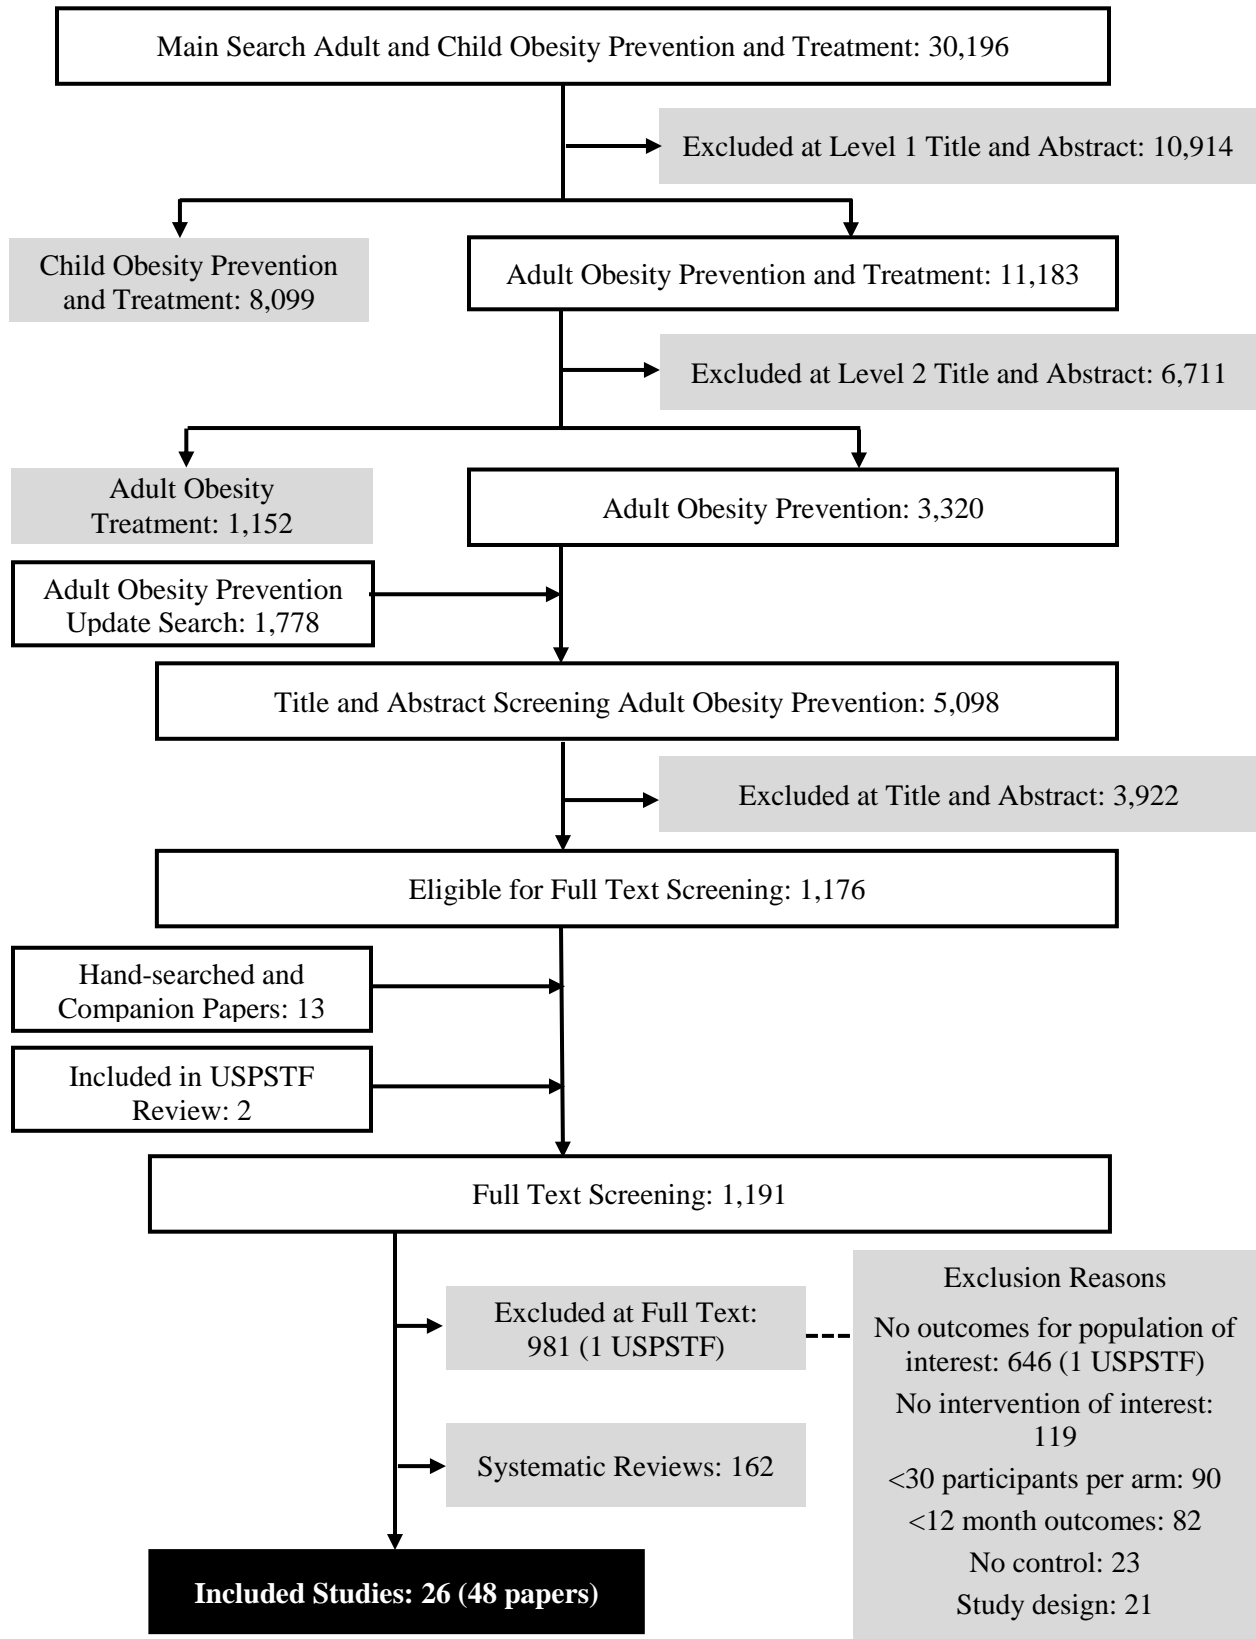 Main Search Adult and Child Obesity Prevention and Treatment: 30,196
Excluded at Level 1 Title and Abstract: 10,914
Child Obesity Prevention
and Treatment: 8,099
Adult Obesity Prevention and Treatment: 11,183
Excluded at Level 2 Title and Abstract: 6,711
Adult Obesity
Treatment: 1,152
Adult Obesity Prevention: 3,320
Adult Obesity Prevention
Update Search: 1,778
Title and Abstract Screening Adult Obesity Prevention: 5,098
Excluded at Title and Abstract: 3,922
Eligible for Full Text Screening: 1,176
Hand-searched and
Companion Papers: 13
Included in USPSTF
Review: 2
Full Text Screening: 1,191
Excluded at Full Text:
981 (1 USPSTF)
Exclusion Reasons
No outcomes for population of
interest: 646 (1 USPSTF)
No intervention of interest:
119
<30 participants per arm: 90
<12 month outcomes: 82
No control: 23
Study design: 21
Systematic Reviews: 162
Included Studies: 26 (48 papers)